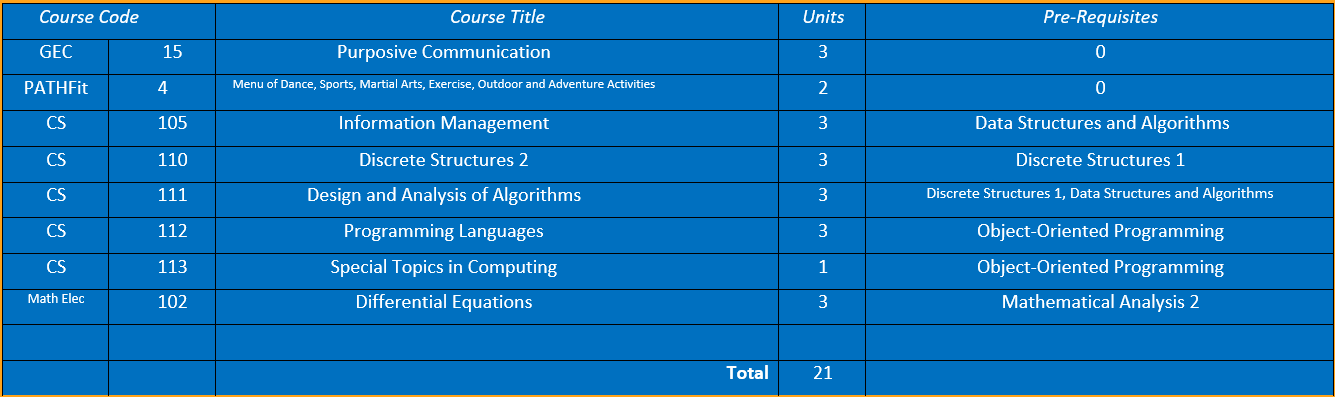 Course Code Course Title Units Pre-Requisites
GEC 15 Purposive Communication 3 0
PATHFit 4 Menu of Dance, Sports, Martial Arts, Exercise, Outdoor and Adventure Activities 2 0
CS 105 Information Management 3 Data Structures and Algorithms
CS 110 Discrete Structures 2 3 Discrete Structures 1
CS 111 Design and Analysis of Algorithms 3 Discrete Structures 1, Data Structures and Algorithms
CS 112 Programming Languages 3 Object-Oriented Programming
CS 113 Special Topics in Computing 1 Object-Oriented Programming
Math Elec 102 Differential Equations 3 Mathematical Analysis 2
Total 21